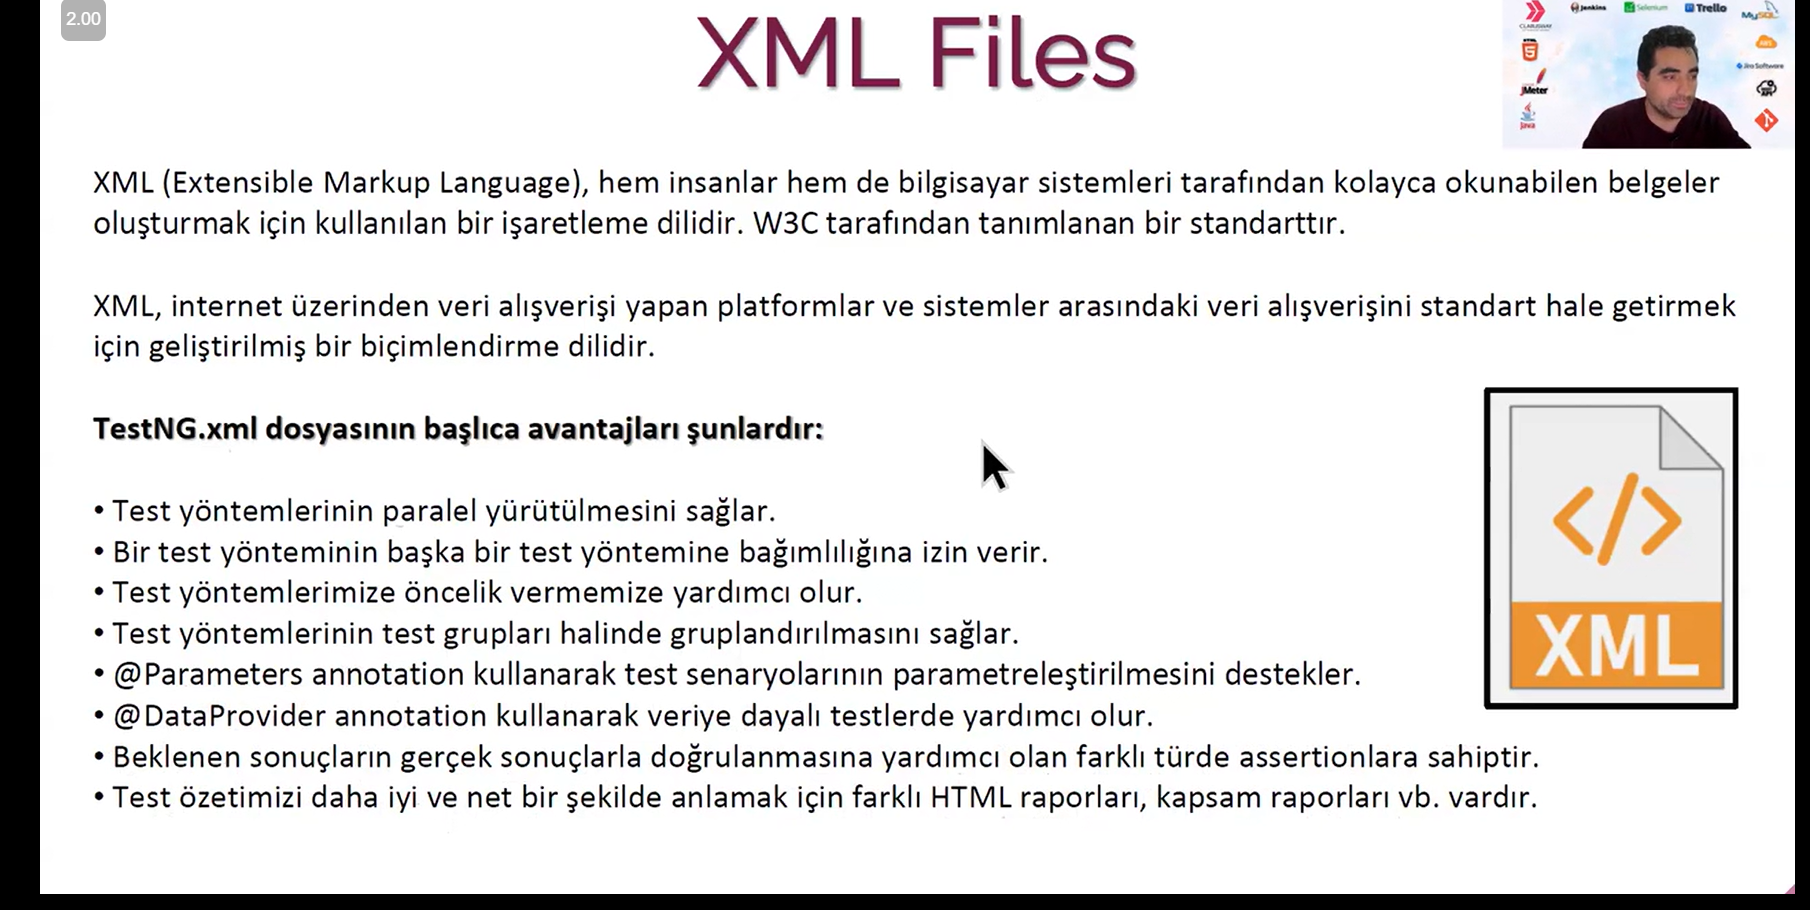 2.00
XML Files
CLARUSWAY
Jenkins
Selenium
Trello
MySQL
HTML
5
AWS
Jira Software
JMeter
API
Java
XML (Extensible Markup Language), hem insanlar hem de bilgisayar sistemleri tarafından kolayca okunabilen belgeler
oluşturmak için kullanılan bir işaretleme dilidir. W3C tarafından tanımlanan bir standarttır.
XML, internet üzerinden veri alışverişi yapan platformlar ve sistemler arasındaki veri alışverişini standart hale getirmek
için geliştirilmiş bir biçimlendirme dilidir.
TestNG.xml dosyasının başlıca avantajları şunlardır:
• Test yöntemlerinin paralel yürütülmesini sağlar.
• Bir test yönteminin başka bir test yöntemine bağımlılığına izin verir.
• Test yöntemlerimize öncelik vermemize yardımcı olur.
• Test yöntemlerinin test grupları halinde gruplandırılmasını sağlar.
• @Parameters annotation kullanarak test senaryolarının parametreleştirilmesini destekler.
• @DataProvider annotation kullanarak veriye dayalı testlerde yardımcı olur.
• Beklenen sonuçların gerçek sonuçlarla doğrulanmasına yardımcı olan farklı türde assertionlara sahiptir.
• Test özetimizi daha iyi ve net bir şekilde anlamak için farklı HTML raporları, kapsam raporları vb. vardır.
</>
XML